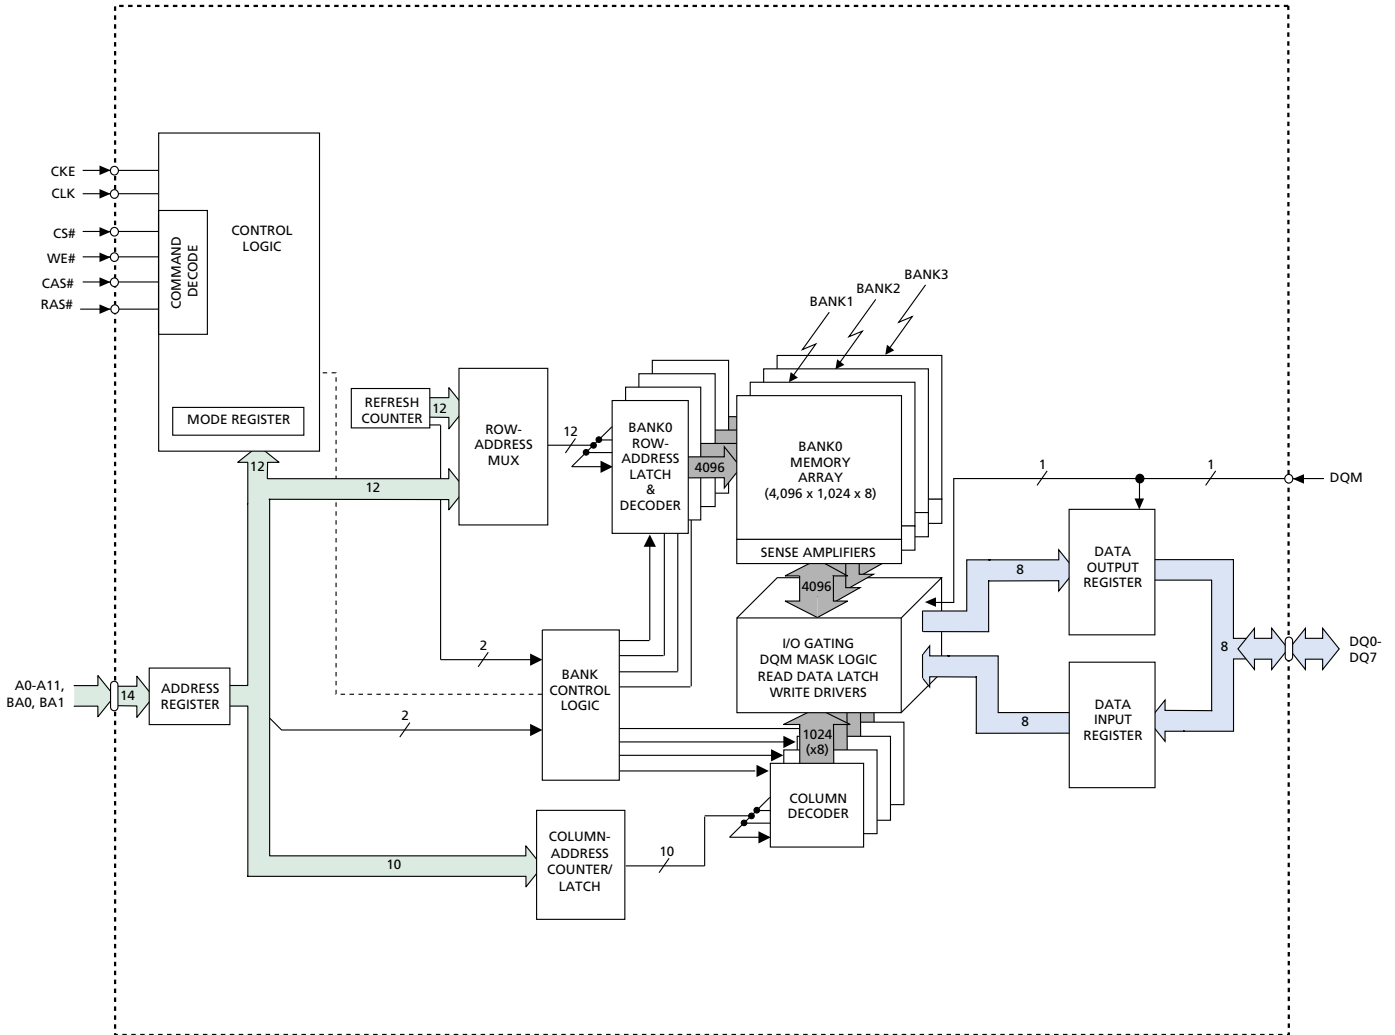 CKE
CLK
CS#
WE#
CAS#
RAS#
COMMAND
DECODE
CONTROL
LOGIC
MODE REGISTER
12
12
REFRESH
COUNTER
12
ROW-
ADDRESS
MUX
12
BANK0
ROW-
ADDRESS
LATCH
&
DECODER
4096
BANK1
BANK2
BANK3
BANK0
MEMORY
ARRAY
(4,096 x 1,024 x 8)
SENSE AMPLIFIERS
4096
I/O GATING
DQM MASK LOGIC
READ DATA LATCH
WRITE DRIVERS
1024
(x8)
COLUMN
DECODER
1
1
DQM
8
DATA
OUTPUT
REGISTER
8
DQ0-
DQ7
DATA
INPUT
REGISTER
8
A0-A11,
BA0, BA1
14
ADDRESS
REGISTER
2
2
BANK
CONTROL
LOGIC
10
COLUMN-
ADDRESS
COUNTER/
LATCH
10